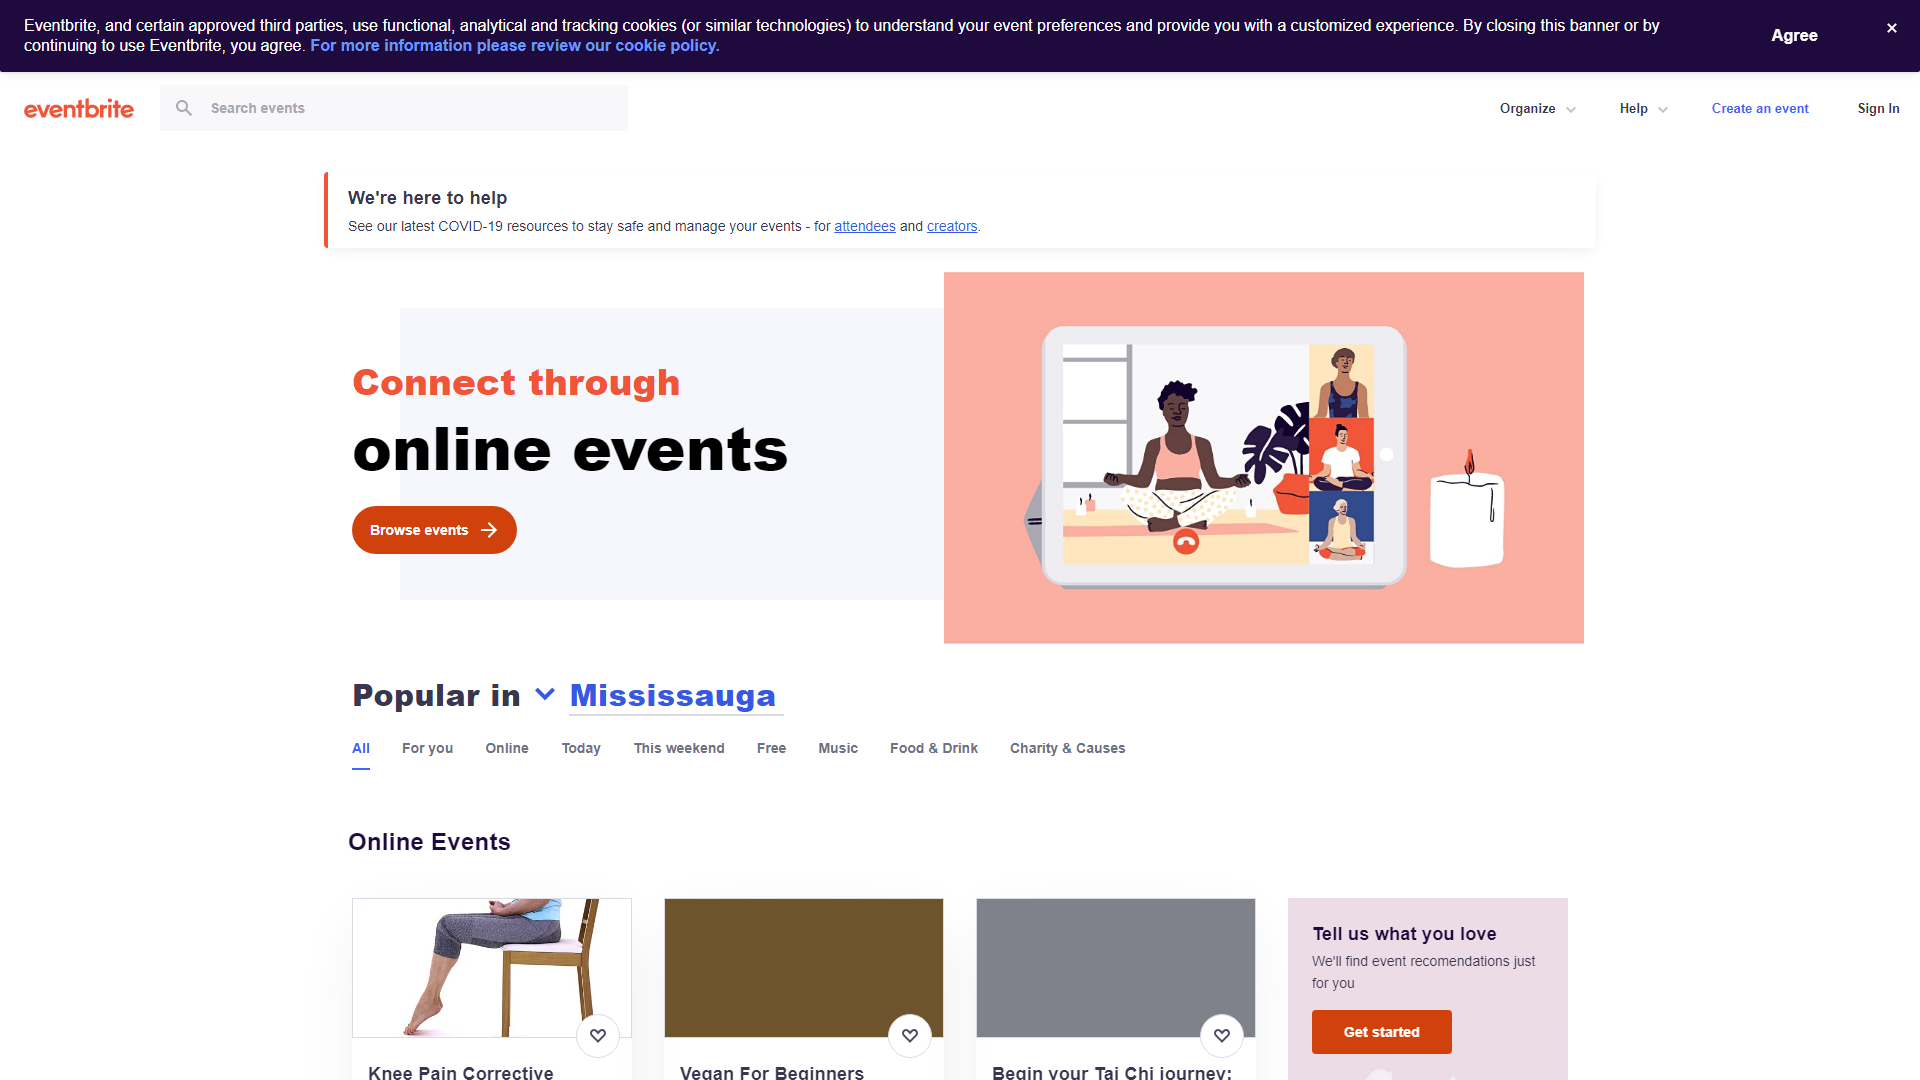 Eventbrite, and certain approved third parties, use functional, analytical and tracking cookies (or similar technologies) to understand your event preferences and provide you with a customized experience. By closing this banner or by
continuing to use Eventbrite, you agree. For more information please review our cookie policy.
Agree
×
eventbrite
Search events
Organize
Help
Create an event
Sign In
We're here to help
See our latest COVID-19 resources to stay safe and manage your events - for attendees and creators.
Connect through
online events
Browse events
Popular in
Mississauga
All
For you
Online
Today
This weekend
Free
Music
Food & Drink
Charity & Causes
Online Events
Tell us what you love
We'll find event recomendations just
for you
Get started
Knee Pain Corrective
Vegan For Beginners
Begin your Tai Chi journey: